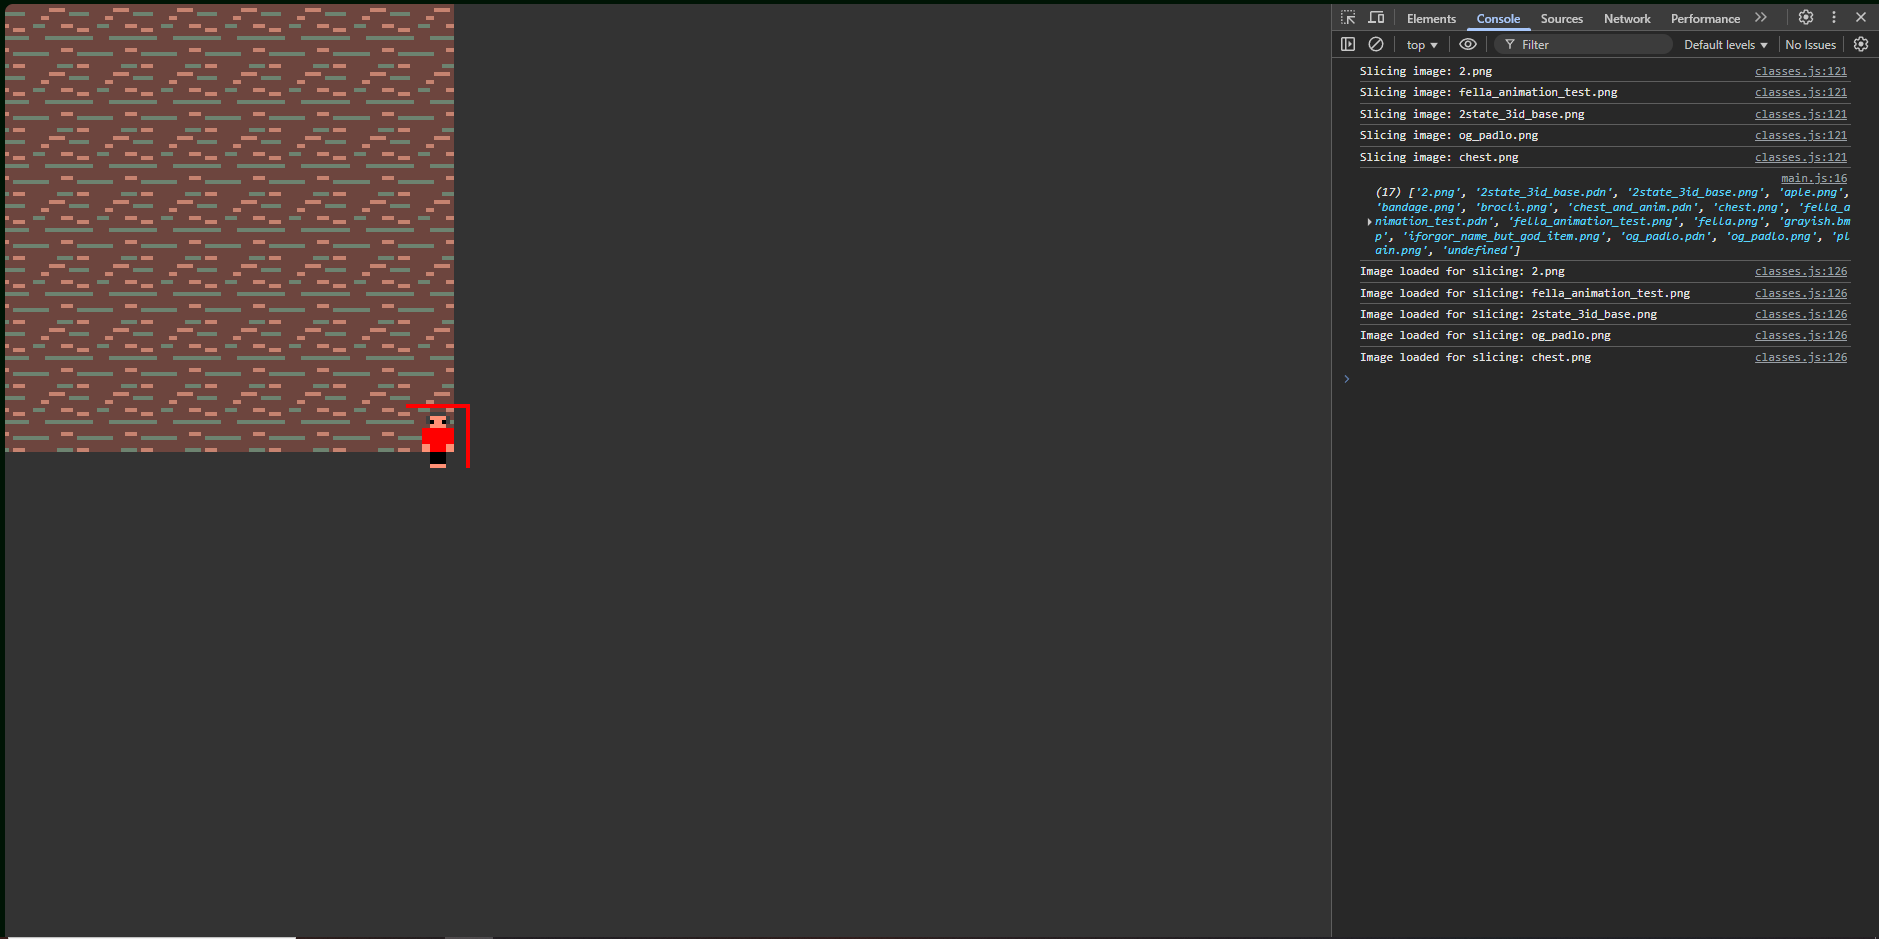 Elements Console Sources Network Performance
top Filter Default levels No Issues
Slicing image: 2.png classes.js:121
Slicing image: fella_animation_test.png classes.js:121
Slicing image: 2state_3id_base.png classes.js:121
Slicing image: og_padlo.png classes.js:121
Slicing image: chest.png classes.js:121
main.js:16
(17) ['2.png', '2state_3id_base.pdn', '2state_3id_base.png', 'aple.png',
'bandage.png', 'brocli.png', 'chest_and_anim.pdn', 'chest.png', 'fella_a
nimation_test.pdn', 'fella_animation_test.png', 'fella.png', 'grayish.bm
p', 'iforgor_name_but_god_item.png', 'og_padlo.pdn', 'og_padlo.png', 'pl
ain.png', 'undefined']
Image loaded for slicing: 2.png classes.js:126
Image loaded for slicing: fella_animation_test.png classes.js:126
Image loaded for slicing: 2state_3id_base.png classes.js:126
Image loaded for slicing: og_padlo.png classes.js:126
Image loaded for slicing: chest.png classes.js:126